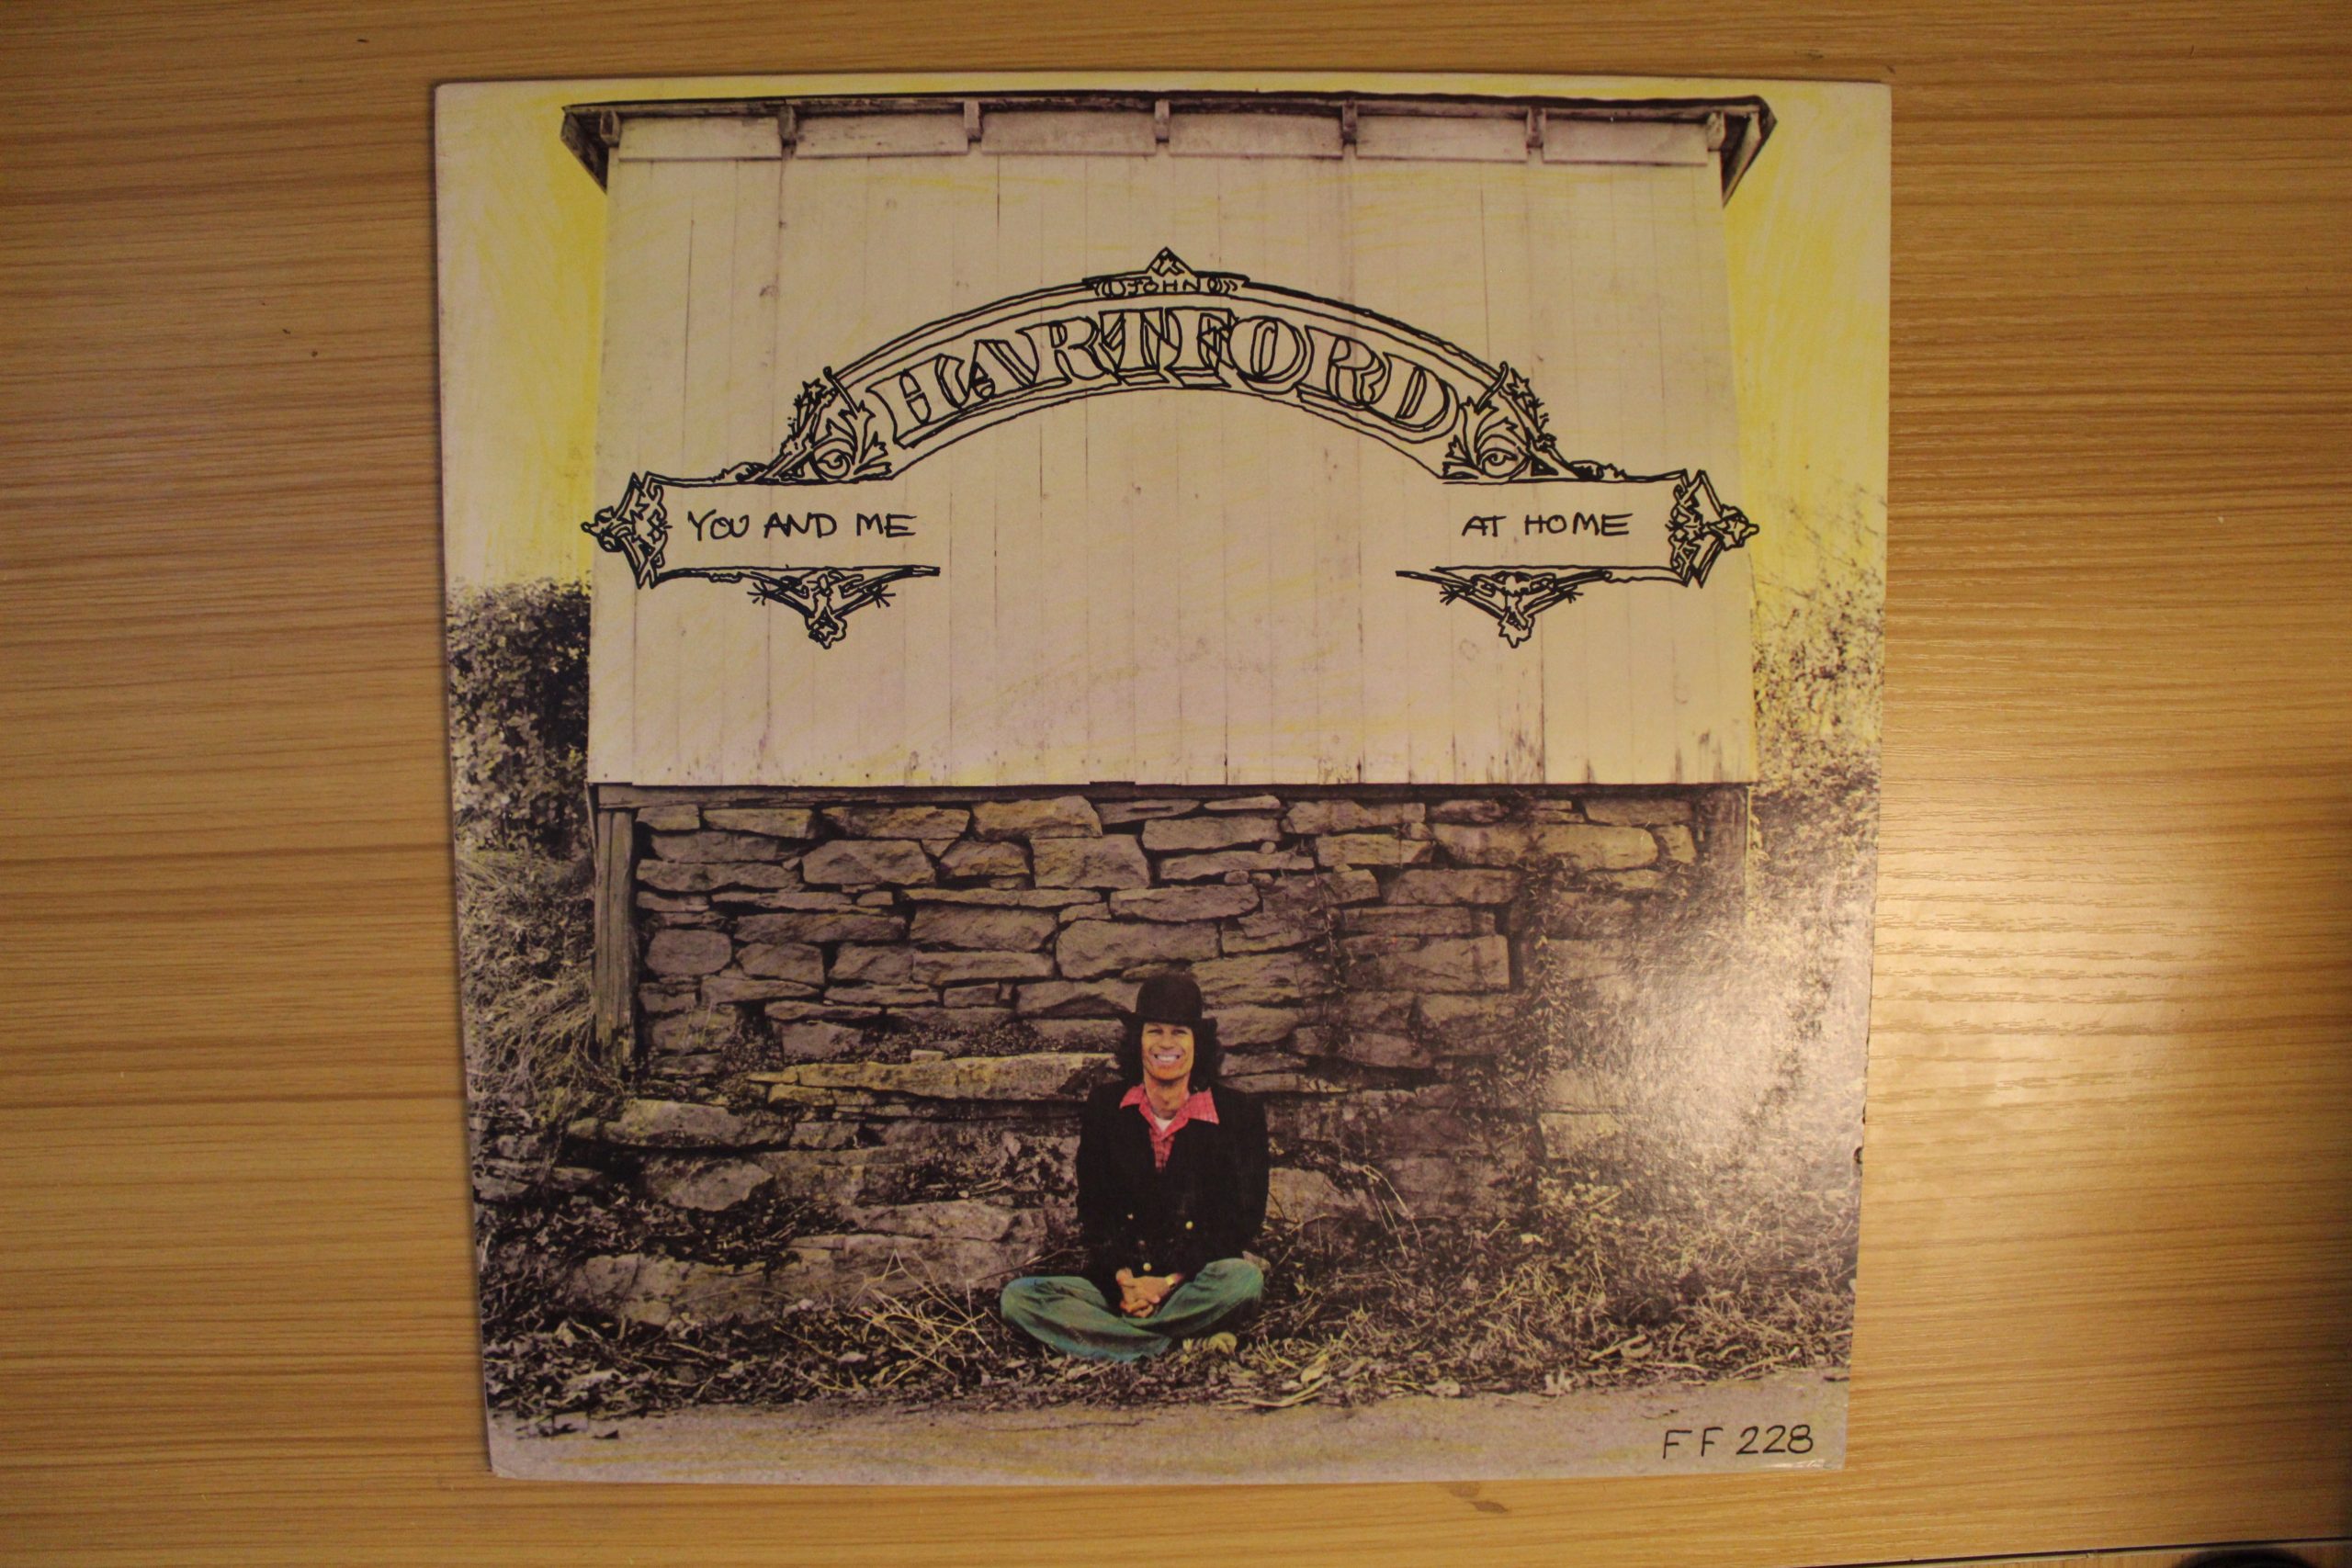 JOHN
HARTFORD
YOU AND ME
AT HOME
FF 228